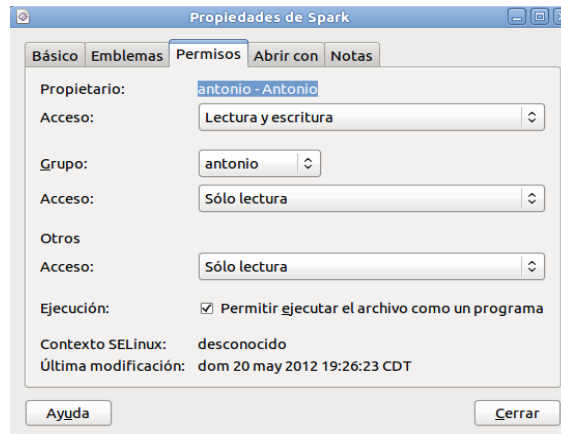 Propiedades de Spark
Básico Emblemas Permisos Abrir con Notas
Propietario: antonio - Antonio
Acceso: Lectura y escritura
Grupo: antonio
Acceso: Sólo lectura
Otros
Acceso: Sólo lectura
Ejecución: Permitir ejecutar el archivo como un programa
Contexto SELinux: desconocido
Última modificación: dom 20 may 2012 19:26:23 CDT
Ayuda Cerrar